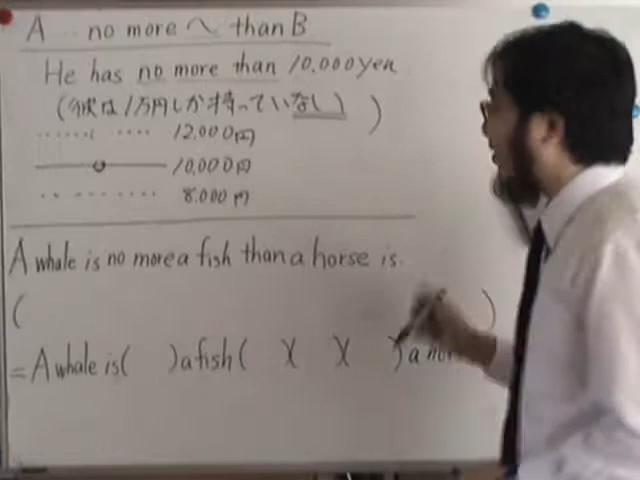 A no more 〜 than B
He has no more than 10,000 yen
(彼は1万円しか持っていない)
12,000円
10,000円
8,000円
A whale is no more a fish than a horse is.
( )
= A whale is ( ) a fish ( )( )( ) a